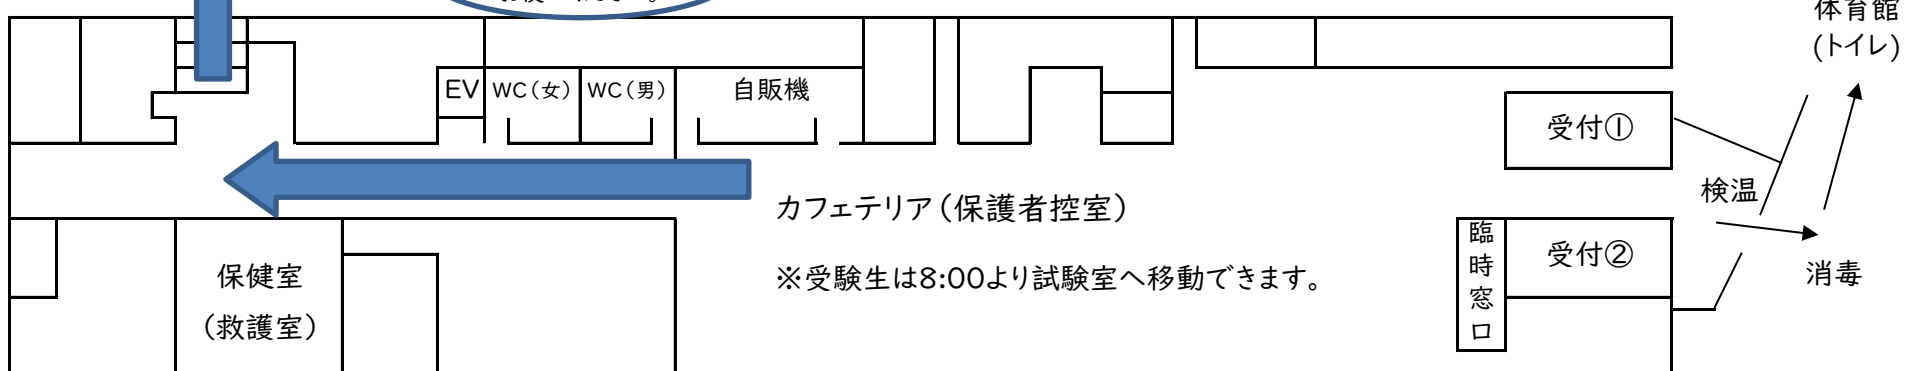 体育館
(トイレ)
EV
WC(女)
WC(男)
自販機
受付①
検温
カフェテリア(保護者控室)
臨時窓口
受付②
保健室
(救護室)
※受験生は8:00より試験室へ移動できます。
消毒